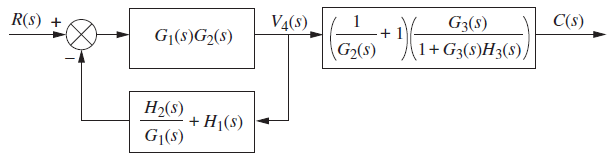 R(s) +
−
G₁(s)G₂(s)
V₄(s)
(1/G₂(s) + 1)(G₃(s)/1 + G₃(s)H₃(s))
C(s)
H₂(s)/G₁(s) + H₁(s)